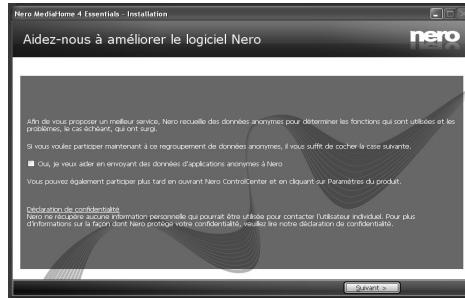 Nero MediaHome 4 Essentials - Installation
Aidez-nous à améliorer le logiciel Nero
nero
Afin de vous proposer un meilleur service, Nero recueille des données anonymes pour déterminer les fonctions qui sont utilisées et les
problèmes, le cas échéant, qui ont surgi.
Si vous voulez participer maintenant à ce regroupement de données anonymes, il vous suffit de cocher la case suivante.
Oui, je veux aider en envoyant des données d'applications anonymes à Nero
Vous pouvez également participer plus tard en ouvrant Nero ControlCenter et en cliquant sur Paramètres du produit.
Déclaration de confidentialité
Nero ne récupère aucune information personnelle qui pourrait être utilisée pour contacter l'utilisateur individuel. Pour plus
d'informations sur la façon dont Nero protège votre confidentialité, veuillez lire notre déclaration de confidentialité.
Suivant >